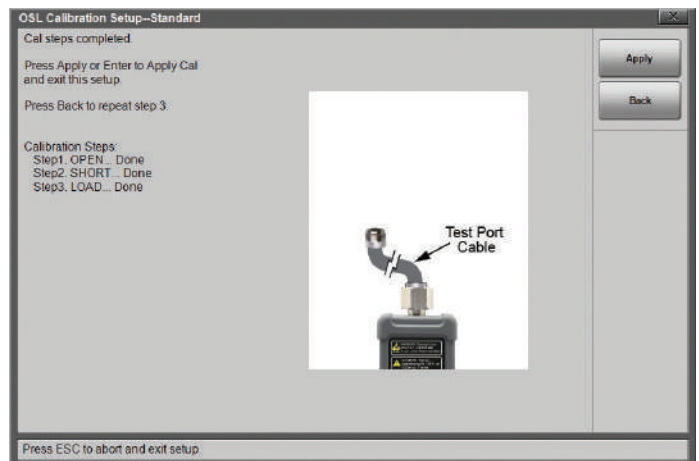 OSL Calibration Setup--Standard
Cal steps completed.
Press Apply or Enter to Apply Cal
and exit this setup.
Press Back to repeat step 3.
Calibration Steps:
Step1. OPEN... Done
Step2. SHORT... Done
Step3. LOAD... Done
Test Port
Cable
Apply
Back
Press ESC to abort and exit setup.